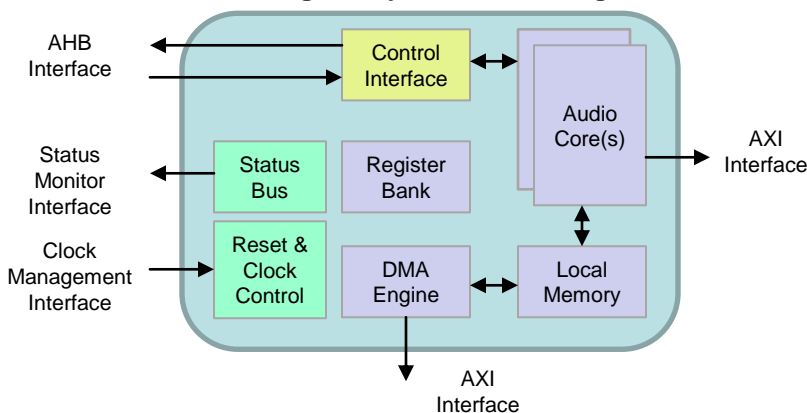 AHB
Interface
Control
Interface
Audio
Core(s)
AXI
Interface
Status
Monitor
Interface
Status
Bus
Register
Bank
Clock
Management
Interface
Reset &
Clock
Control
DMA
Engine
Local
Memory
AXI
Interface